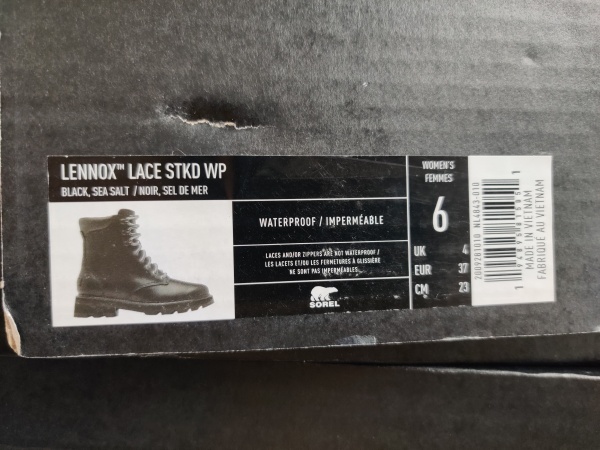 LENNOX™ LACE STKD WP
BLACK, SEA SALT / NOIR, SEL DE MER
WATERPROOF / IMPERMÉABLE
LACES AND/OR ZIPPERS ARE NOT WATERPROOF /
LES LACETS ET/OU LES FERMETURES À GLISSIÈRE
NE SONT PAS IMPERMÉABLES
SOREL
WOMEN'S
FEMMES
6
UK 4
EUR 37
CM 23
NL4843-010
MADE IN VIETNAM
FABRIQUÉ AU VIETNAM